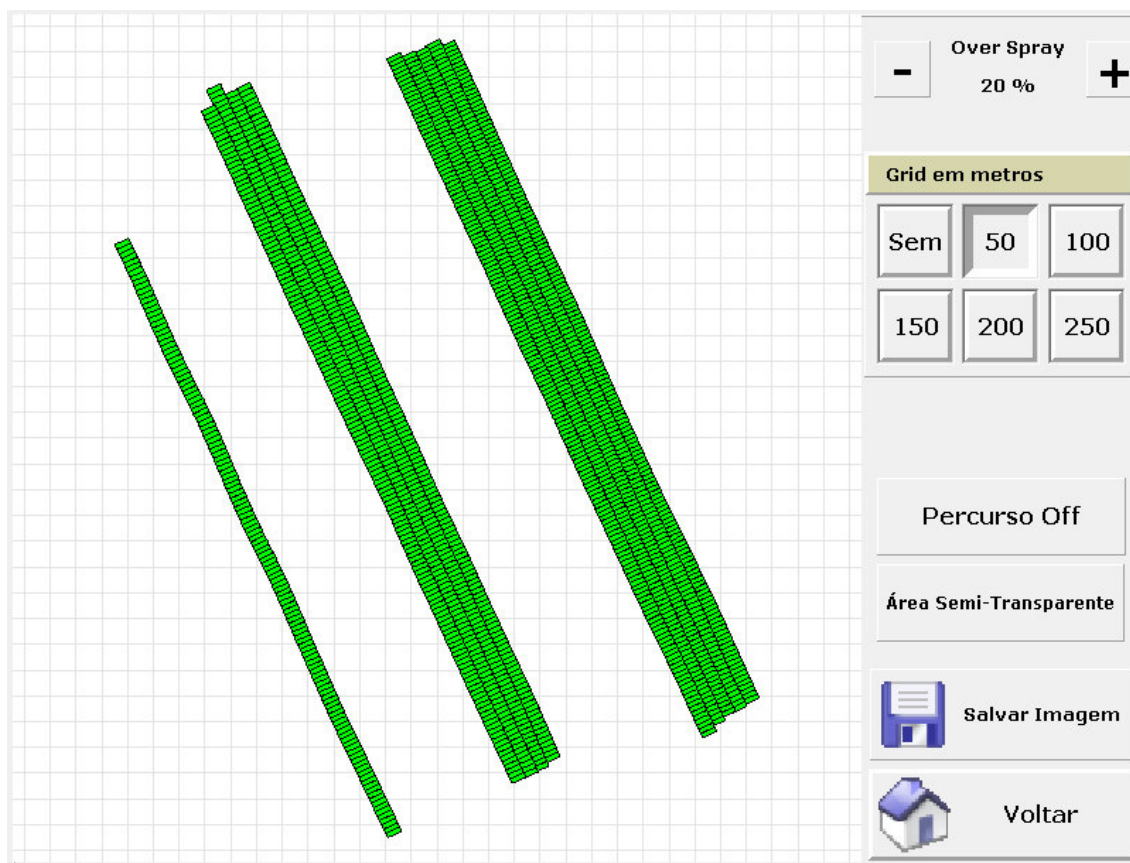 Over Spray
- 20 % +
Grid em metros
Sem 50 100
150 200 250
Percurso Off
Área Semi-Transparente
Salvar Imagem
Voltar